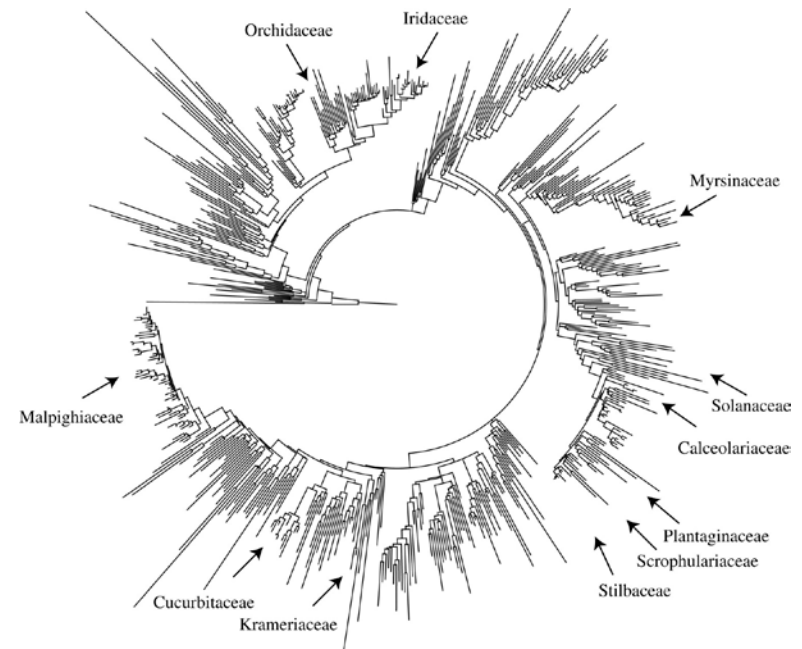 Iridaceae
Orchidaceae
Myrsinaceae
Malpighiaceae
Solanaceae
Calceolariaceae
Plantaginaceae
Scrophulariaceae
Stilbaceae
Cucurbitaceae
Krameriaceae